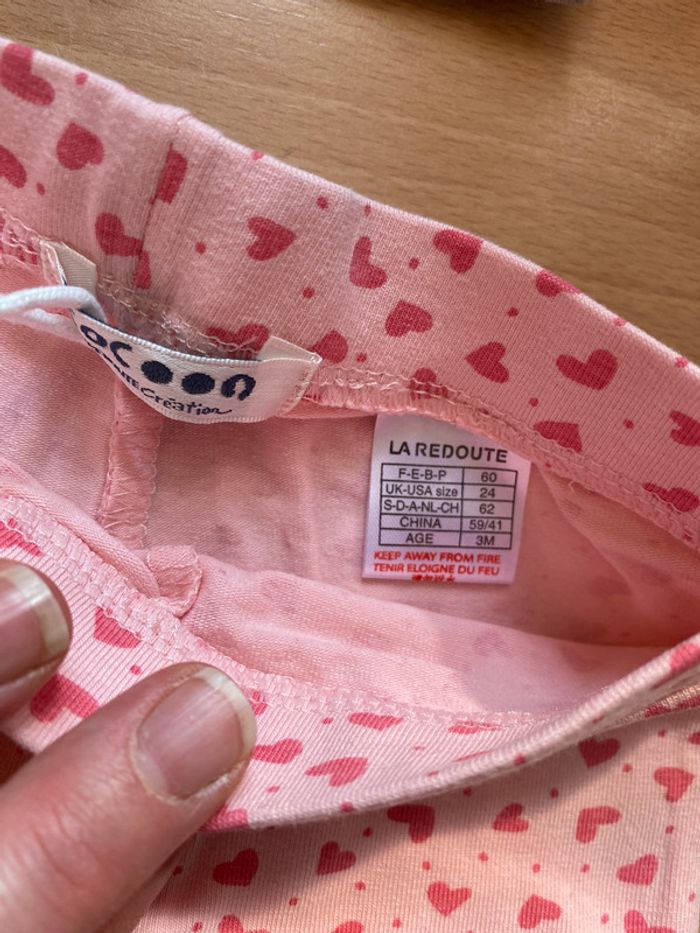 Création
LA REDOUTE
F-E-B-P 60
UK-USA size 24
S-D-A-NL-CH 62
CHINA 59/41
AGE 3M
KEEP AWAY FROM FIRE
TENIR ELOIGNE DU FEU